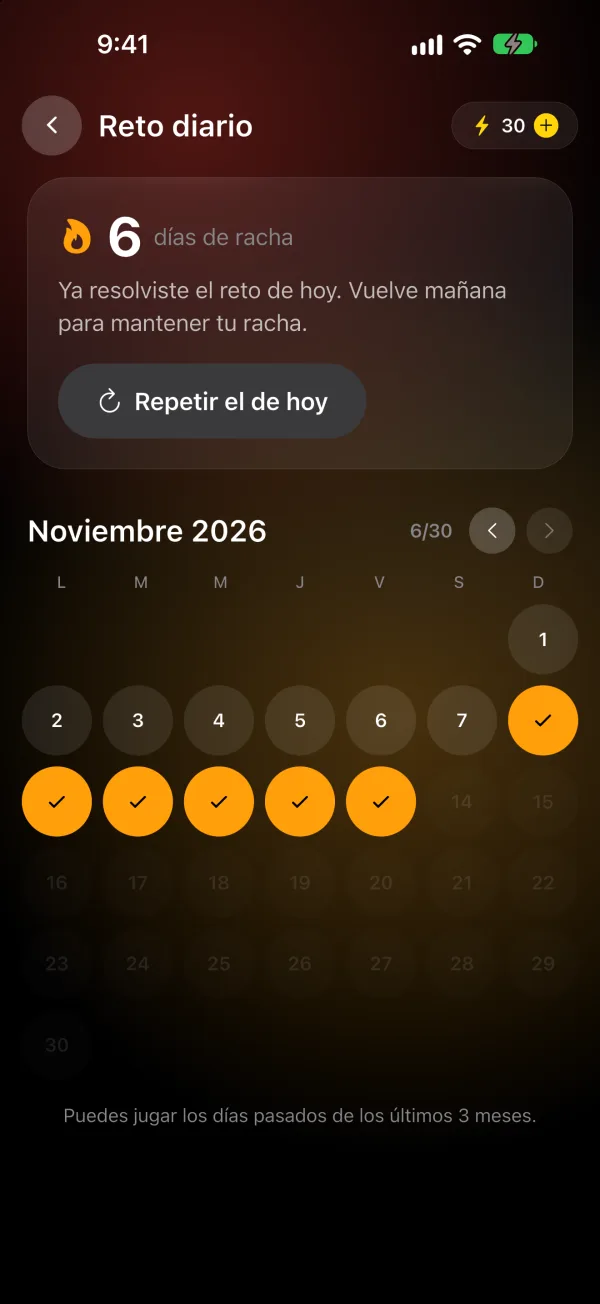 9:41
Reto diario
30
6 días de racha
Ya resolviste el reto de hoy. Vuelve mañana
para mantener tu racha.
Repetir el de hoy
Noviembre 2026
6/30
L M M J V S D
1
2 3 4 5 6 7
14 15
16 17 18 19 20 21 22
23 24 25 26 27 28 29
30
Puedes jugar los días pasados de los últimos 3 meses.